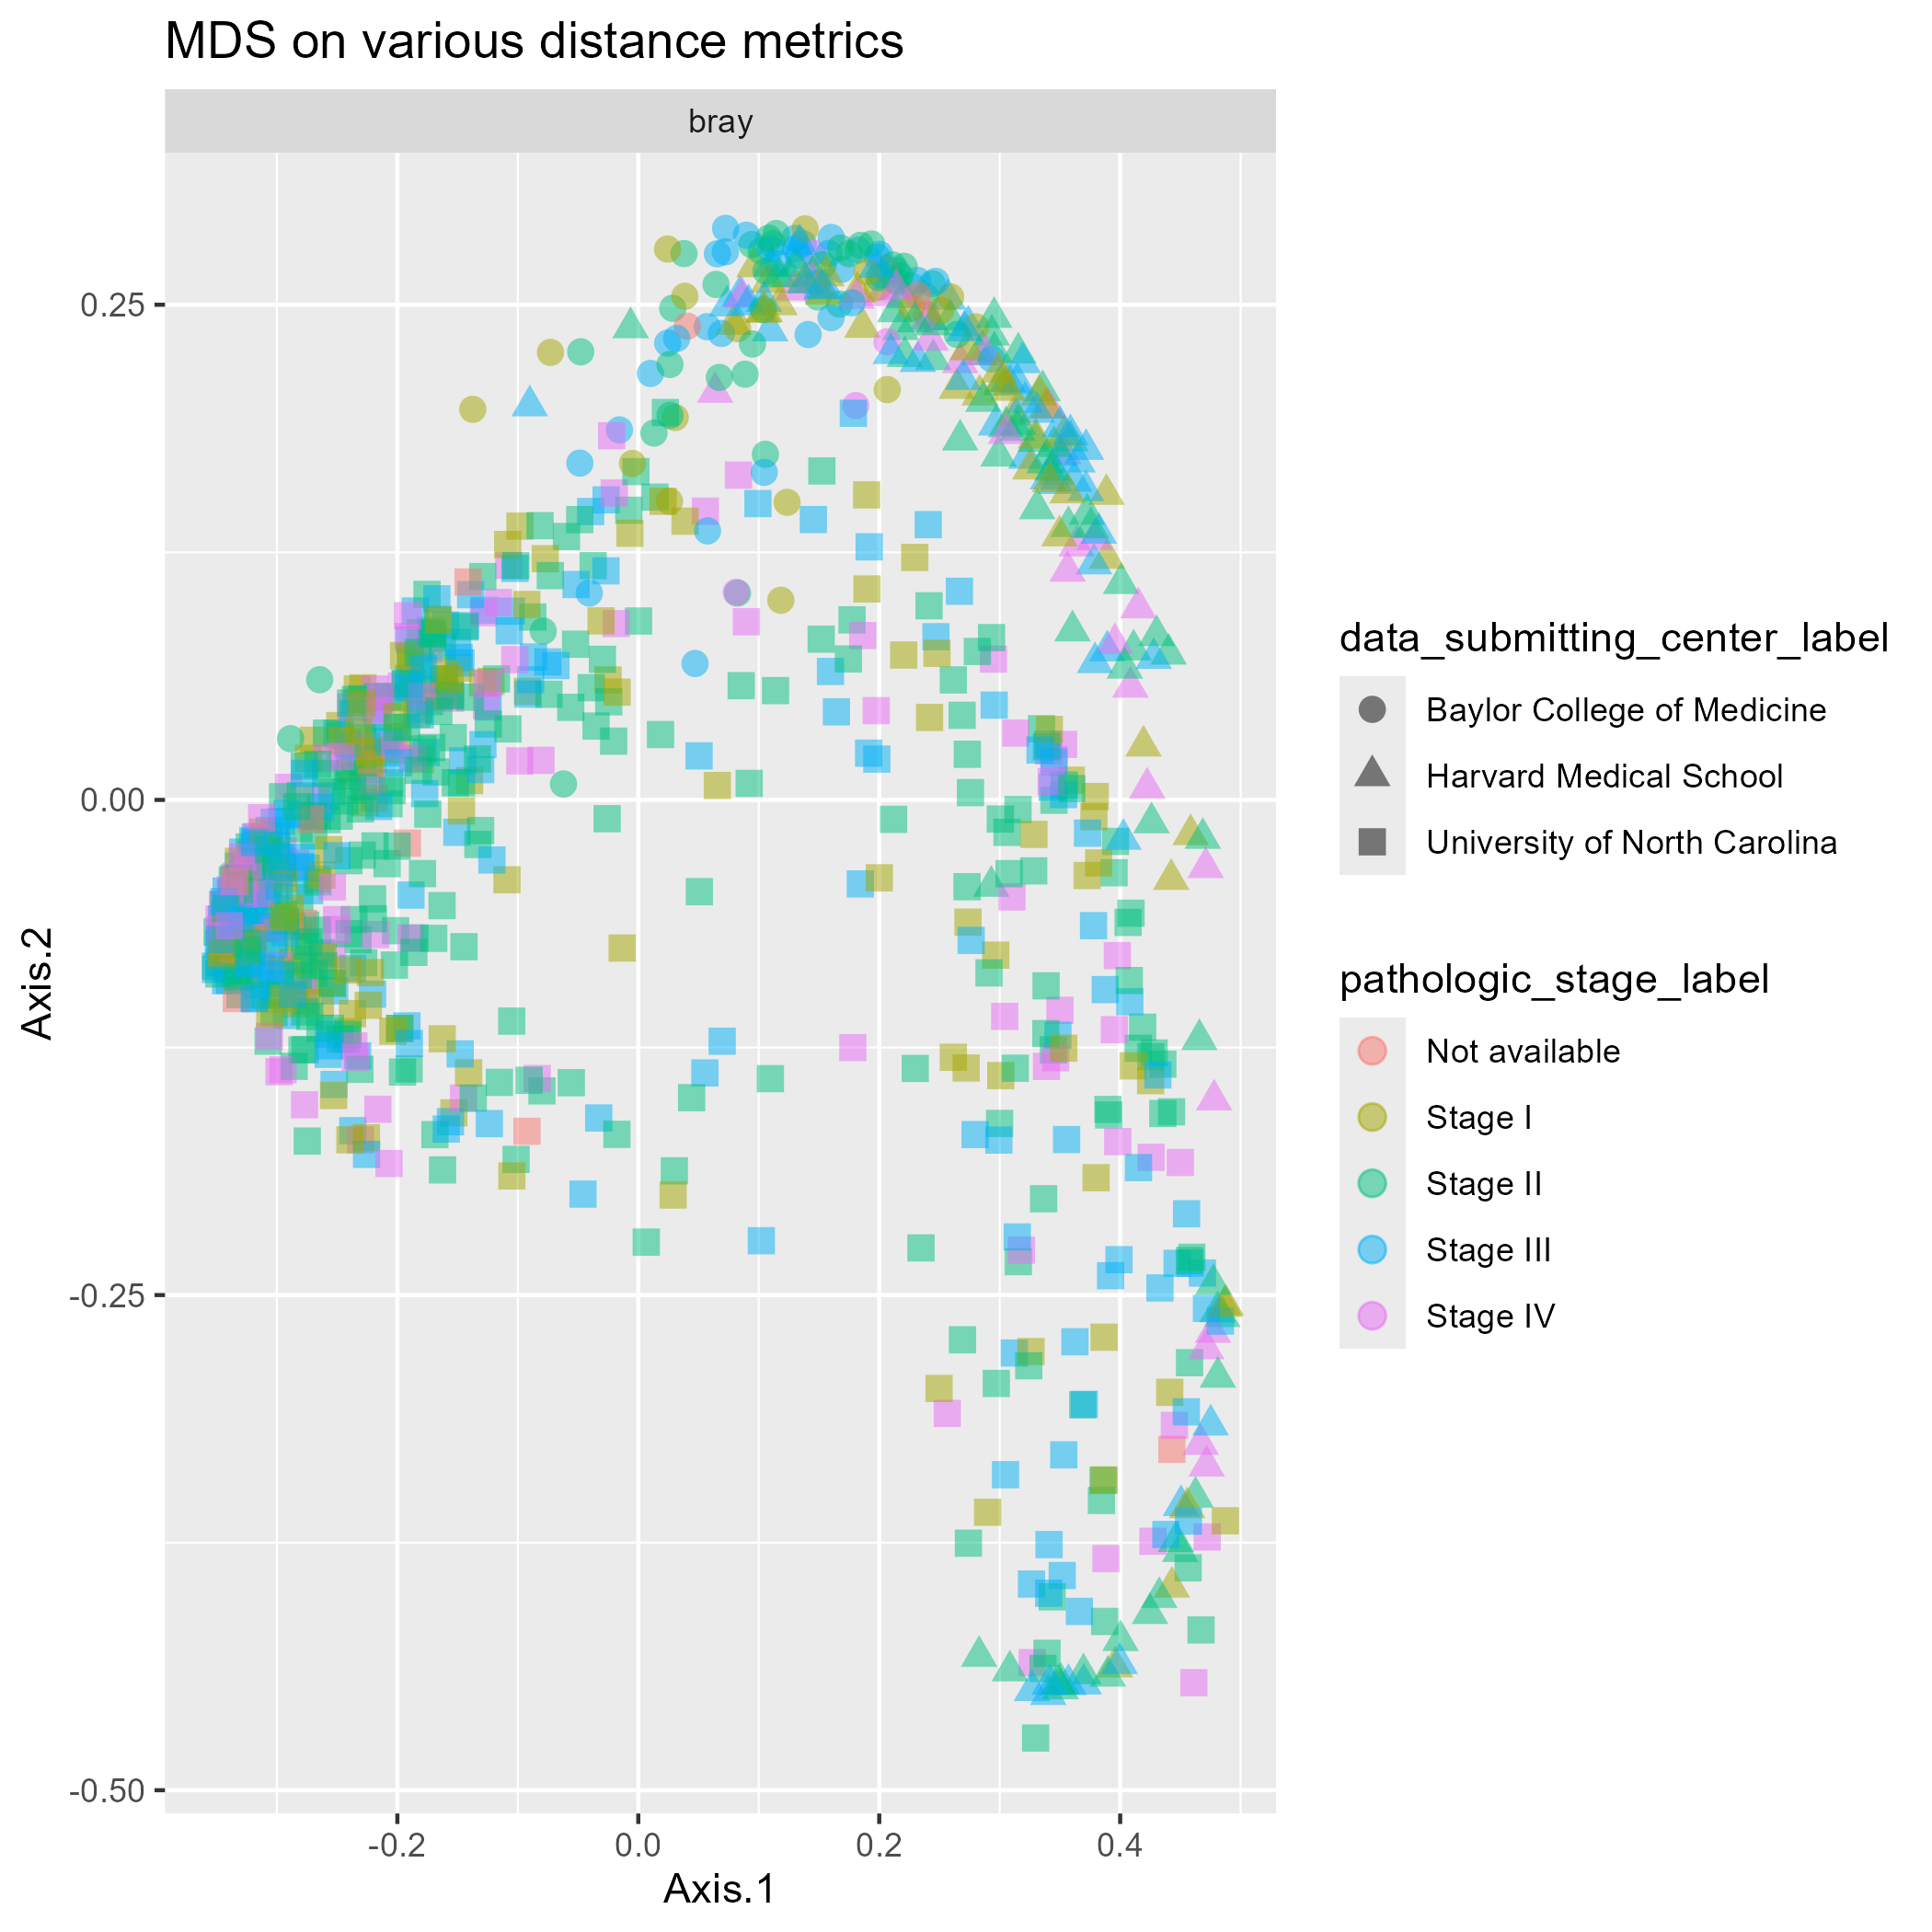 MDS on various distance metrics
bray
0.25
0.00
-0.25
-0.50
Axis.2
-0.2
0.0
0.2
0.4
Axis.1
data_submitting_center_label
Baylor College of Medicine
Harvard Medical School
University of North Carolina
pathologic_stage_label
Not available
Stage I
Stage II
Stage III
Stage IV